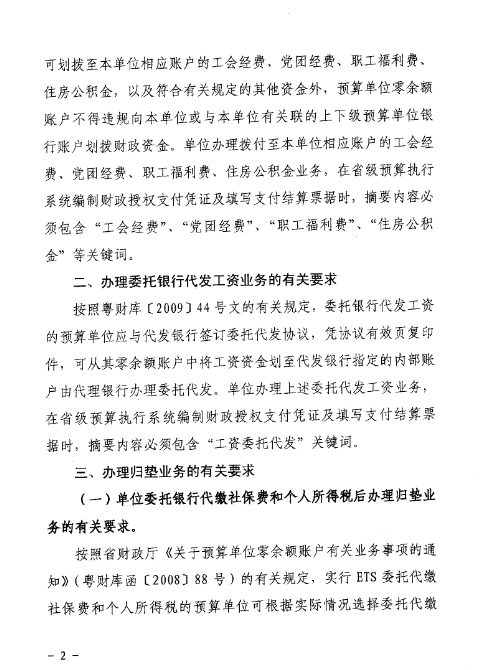 可划拨至本单位相应账户的工会经费、党团经费、职工福利费、
住房公积金，以及符合有关规定的其他资金外，预算单位零余额
账户不得违规向本单位或与本单位有关联的上下级预算单位银
行账户划拨财政资金。单位办理拨付至本单位相应账户的工会经
费、党团经费、职工福利费、住房公积金业务，在省级预算执行
系统编制财政授权支付凭证及填写支付结算票据时，摘要内容必
须包含“工会经费”、“党团经费”、“职工福利费”、“住房公积
金”等关键词。
二、办理委托银行代发工资业务的有关要求
按照粤财库〔2009〕44 号文的有关规定，委托银行代发工资
的预算单位应与代发银行签订委托代发协议，凭协议有效页复印
件，可从其零余额账户中将工资资金划至代发银行指定的内部账
户由代理银行办理委托代发。单位办理上述委托代发工资业务，
在省级预算执行系统编制财政授权支付凭证及填写支付结算票
据时，摘要内容必须包含“工资委托代发”关键词。
三、办理归垫业务的有关要求
（一）单位委托银行代缴社保费和个人所得税后办理归垫业
务的有关要求。
按照省财政厅《关于预算单位零余额账户有关业务事项的通
知》（粤财库函〔2008〕88 号）的有关规定，实行 ETS 委托代缴
社保费和个人所得税的预算单位可根据实际情况选择委托代缴
- 2 -